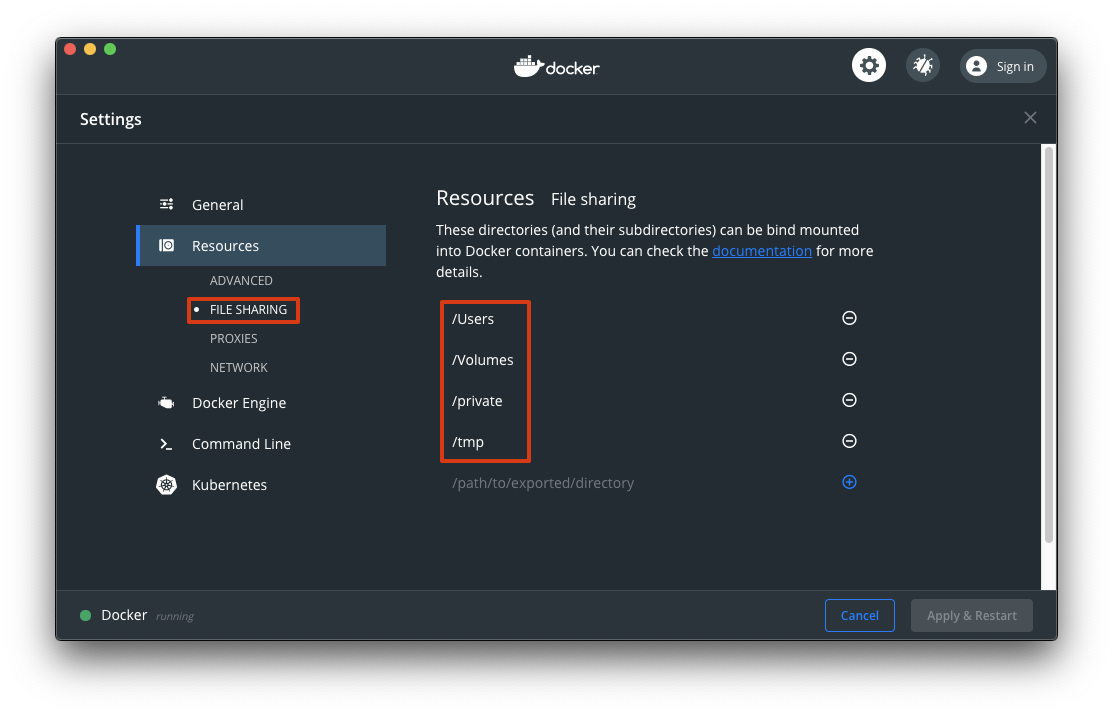 docker
Sign in
Settings
General
Resources
ADVANCED
FILE SHARING
PROXIES
NETWORK
Docker Engine
Command Line
Kubernetes
Resources File sharing
These directories (and their subdirectories) can be bind mounted
into Docker containers. You can check the documentation for more
details.
/Users
/Volumes
/private
/tmp
/path/to/exported/directory
Docker running
Cancel
Apply & Restart